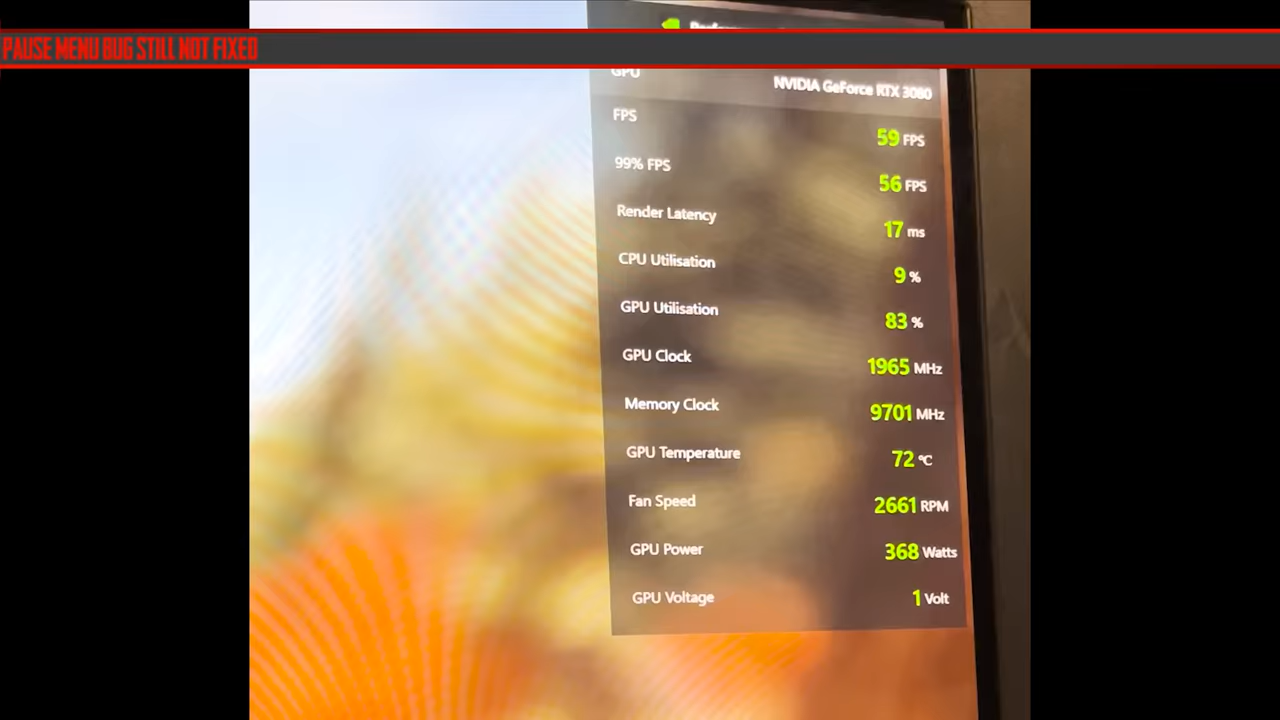 PAUSE MENU BUG STILL NOT FIXED
GPU NVIDIA GeForce RTX 3080
FPS 59 FPS
99% FPS 56 FPS
Render Latency 17 ms
CPU Utilisation 9 %
GPU Utilisation 83 %
GPU Clock 1965 MHz
Memory Clock 9701 MHz
GPU Temperature 72 °C
Fan Speed 2661 RPM
GPU Power 368 Watts
GPU Voltage 1 Volt